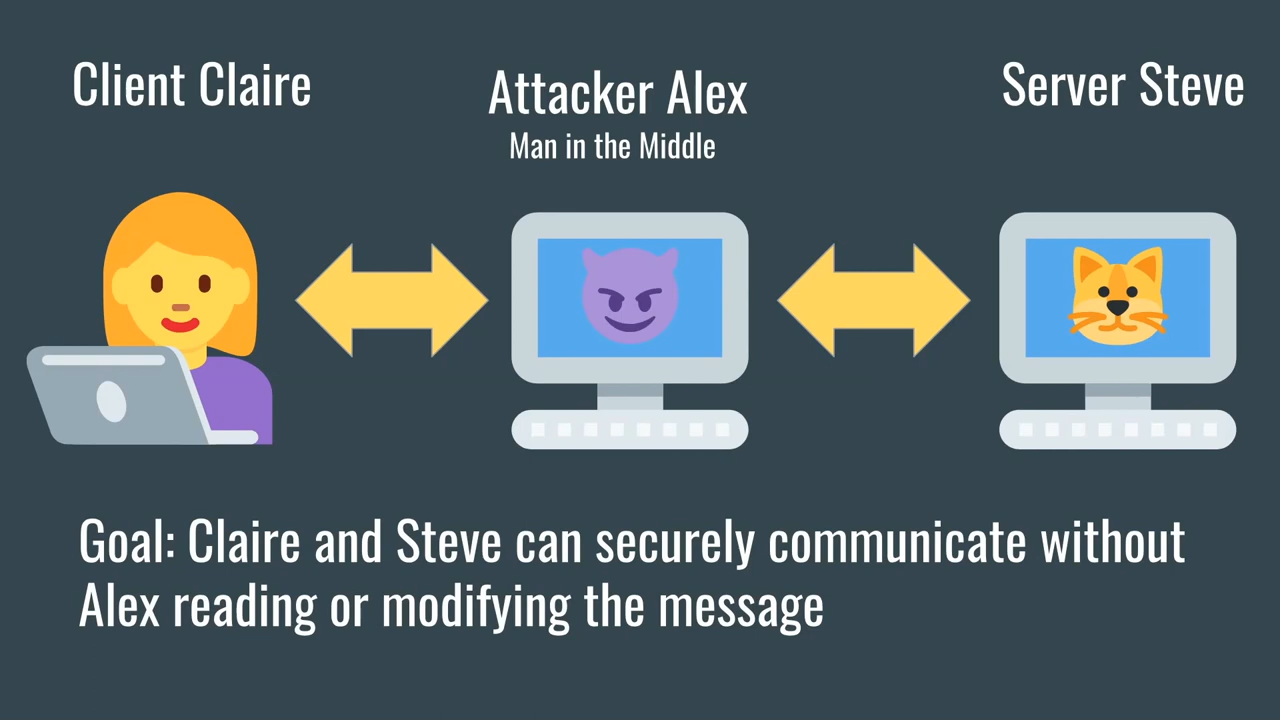 Client Claire
Attacker Alex
Man in the Middle
Server Steve
Goal: Claire and Steve can securely communicate without
Alex reading or modifying the message